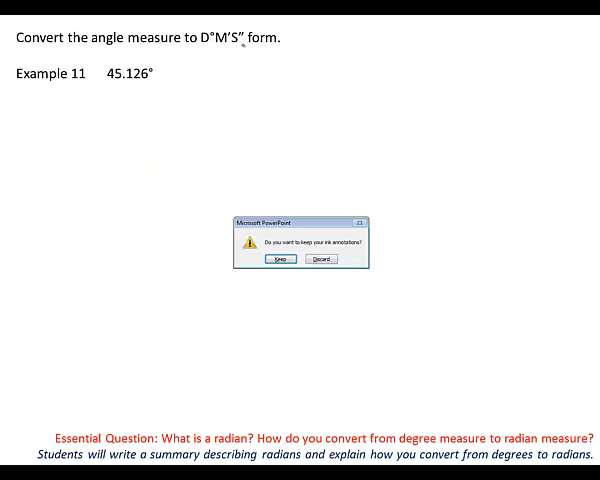 Convert the angle measure to D°M’S” form.
Example 11 45.126°
Microsoft PowerPoint
Do you want to keep your ink annotations?
Keep Discard
Essential Question: What is a radian? How do you convert from degree measure to radian measure?
Students will write a summary describing radians and explain how you convert from degrees to radians.